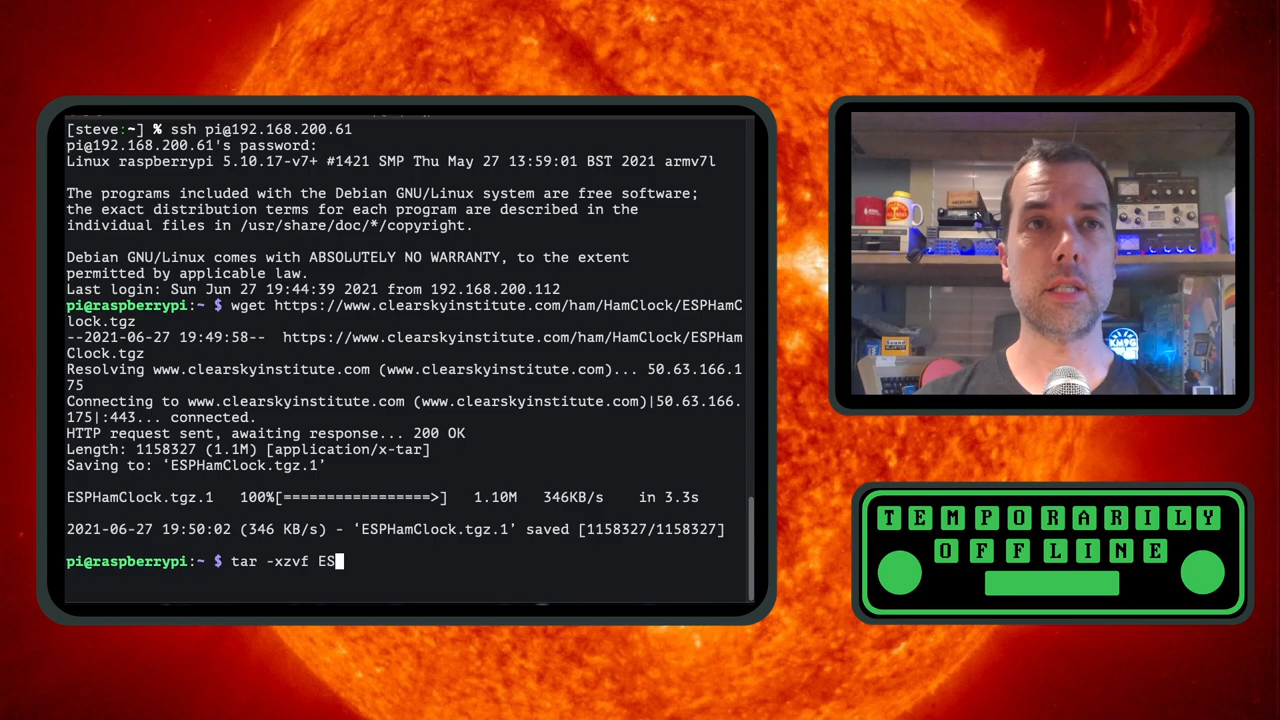 [steve:~] % ssh pi@192.168.200.61
pi@192.168.200.61's password:
Linux raspberrypi 5.10.17-v7+ #1421 SMP Thu May 27 13:59:01 BST 2021 armv7l
The programs included with the Debian GNU/Linux system are free software;
the exact distribution terms for each program are described in the
individual files in /usr/share/doc/*/copyright.
Debian GNU/Linux comes with ABSOLUTELY NO WARRANTY, to the extent
permitted by applicable law.
Last login: Sun Jun 27 19:44:39 2021 from 192.168.200.112
pi@raspberrypi:~ $ wget https://www.clearskyinstitute.com/ham/HamClock/ESPHamC
lock.tgz
--2021-06-27 19:49:58--  https://www.clearskyinstitute.com/ham/HamClock/ESPHam
Clock.tgz
Resolving www.clearskyinstitute.com (www.clearskyinstitute.com)... 50.63.166.1
75
Connecting to www.clearskyinstitute.com (www.clearskyinstitute.com)|50.63.166.
175|:443... connected.
HTTP request sent, awaiting response... 200 OK
Length: 1158327 (1.1M) [application/x-tar]
Saving to: ‘ESPHamClock.tgz.1’
ESPHamClock.tgz.1   100%[=================>]   1.10M   346KB/s    in 3.3s
2021-06-27 19:50:02 (346 KB/s) - ‘ESPHamClock.tgz.1’ saved [1158327/1158327]
pi@raspberrypi:~ $ tar -xzvf ES
KM9G
TEMPORARILY
OFFLINE